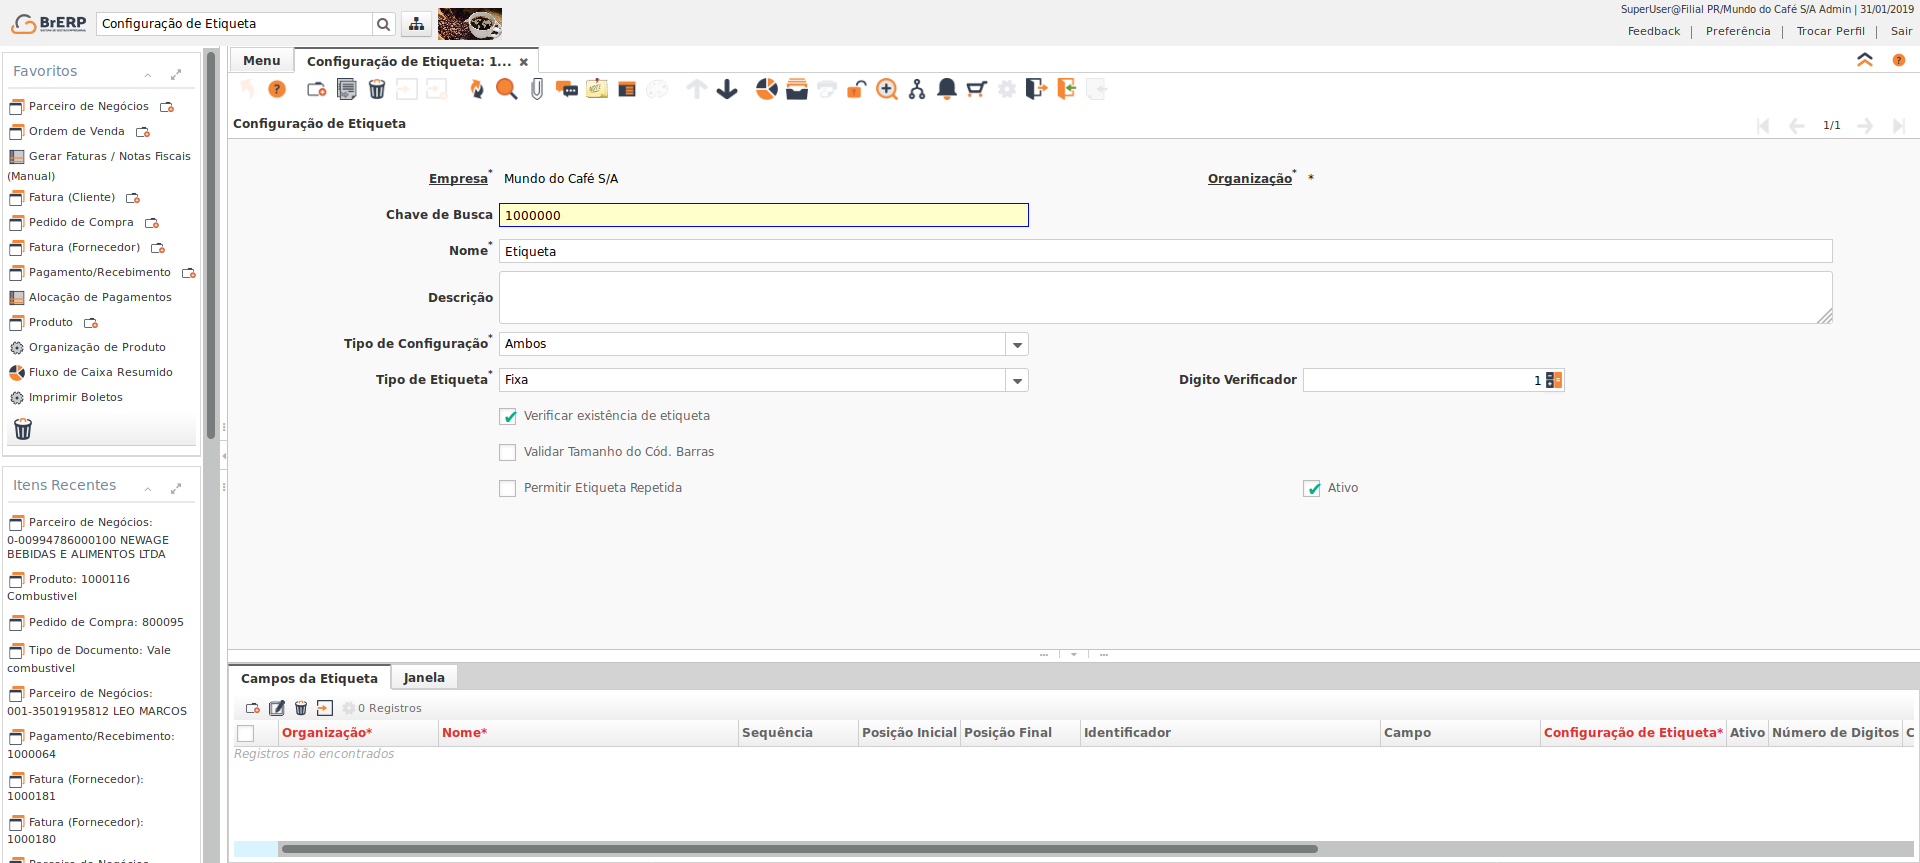 BrERP
Configuração de Etiqueta
SuperUser@Filial PR/Mundo do Café S/A Admin | 31/01/2019
Feedback | Preferência | Trocar Perfil | Sair
Favoritos
Parceiro de Negócios
Ordem de Venda
Gerar Faturas / Notas Fiscais
(Manual)
Fatura (Cliente)
Pedido de Compra
Fatura (Fornecedor)
Pagamento/Recebimento
Alocação de Pagamentos
Produto
Organização de Produto
Fluxo de Caixa Resumido
Imprimir Boletos
Itens Recentes
Parceiro de Negócios:
0-00994786000100 NEWAGE
BEBIDAS E ALIMENTOS LTDA
Produto: 1000116
Combustivel
Pedido de Compra: 800095
Tipo de Documento: Vale
combustivel
Parceiro de Negócios:
001-35019195812 LEO MARCOS
Pagamento/Recebimento:
1000064
Fatura (Fornecedor):
1000181
Fatura (Fornecedor):
1000180
Parceiro de Negócios
Menu
Configuração de Etiqueta: 1...
Configuração de Etiqueta
1/1
Empresa* Mundo do Café S/A
Organização* *
Chave de Busca 1000000
Nome* Etiqueta
Descrição
Tipo de Configuração* Ambos
Tipo de Etiqueta* Fixa
Digito Verificador 1
Verificar existência de etiqueta
Validar Tamanho do Cód. Barras
Permitir Etiqueta Repetida
Ativo
Campos da Etiqueta
Janela
0 Registros
Organização* Nome* Sequência Posição Inicial Posição Final Identificador Campo Configuração de Etiqueta* Ativo Número de Digitos C
Registros não encontrados